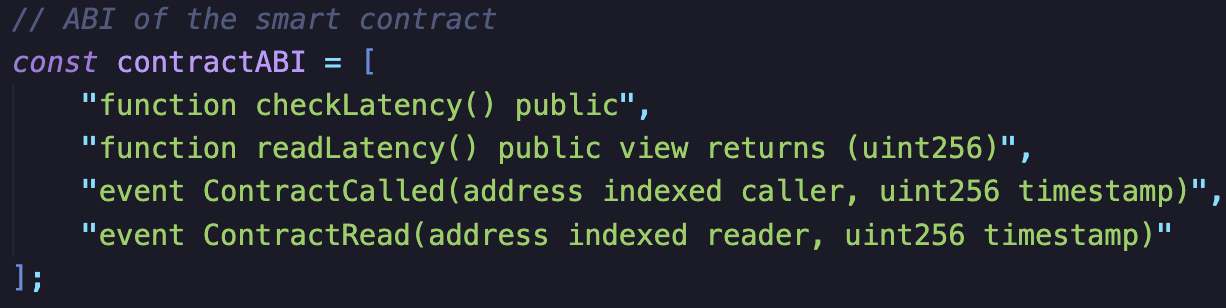 // ABI of the smart contract
const contractABI = [
    "function checkLatency() public",
    "function readLatency() public view returns (uint256)",
    "event ContractCalled(address indexed caller, uint256 timestamp)",
    "event ContractRead(address indexed reader, uint256 timestamp)"
];